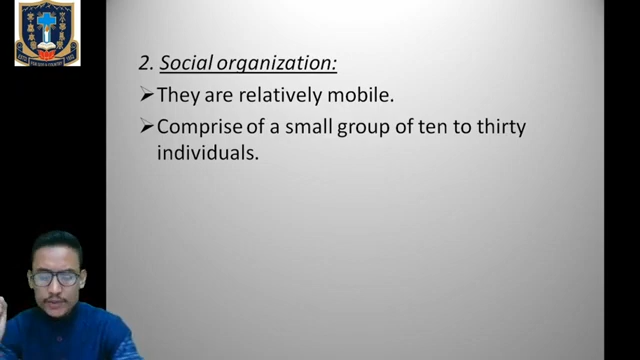 2. Social organization:
➢They are relatively mobile.
➢Comprise of a small group of ten to thirty
individuals.